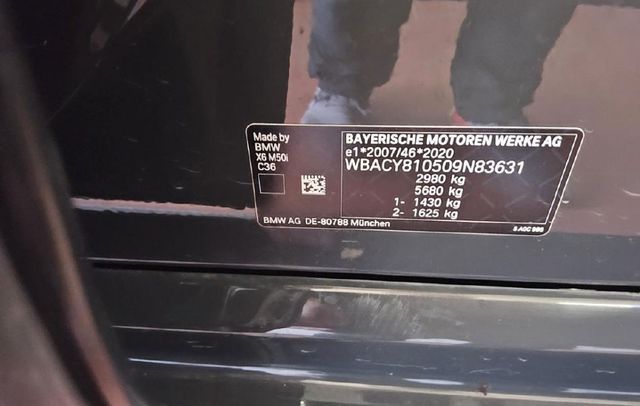 Made by
BMW
X6 M50i
C36
BAYERISCHE MOTOREN WERKE AG
e1*2007/46*2020
WBACY810509N83631
2980 kg
5680 kg
1- 1430 kg
2- 1625 kg
BMW AG DE-80788 München